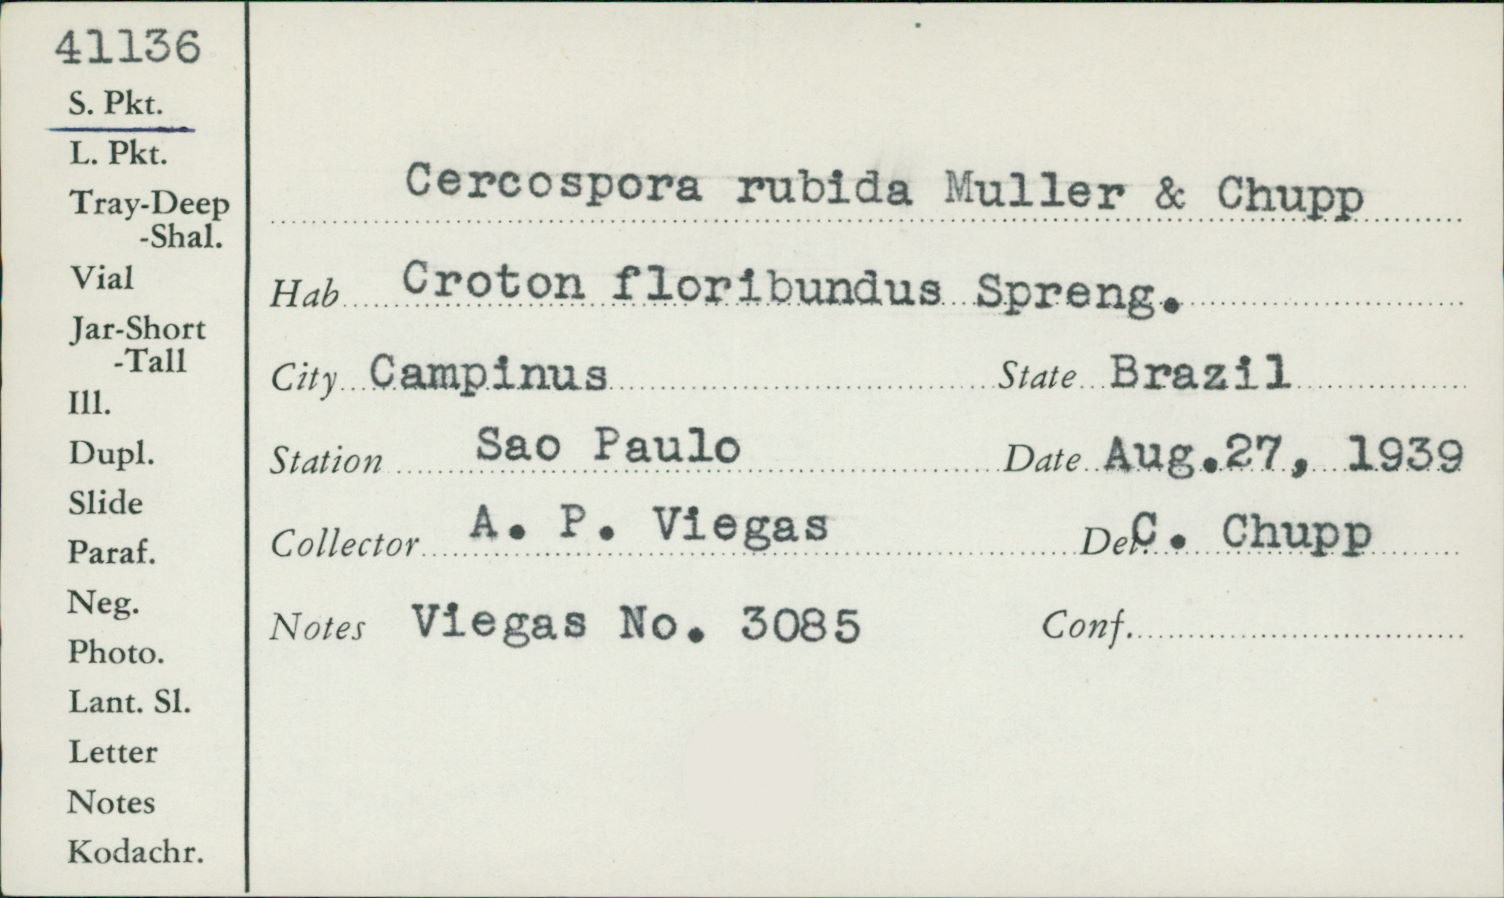 41136
S. Pkt.
L. Pkt.
Tray-Deep
-Shal.
Vial
Jar-Short
-Tall
Ill.
Dupl.
Slide
Paraf.
Neg.
Photo.
Lant. Sl.
Letter
Notes
Kodachr.
Cercospora rubida Muller & Chupp
Hab Croton floribundus Spreng.
City Campinus State Brazil
Station Sao Paulo Date Aug.27, 1939
Collector A. P. Viegas Det. C. Chupp
Notes Viegas No. 3085 Conf.